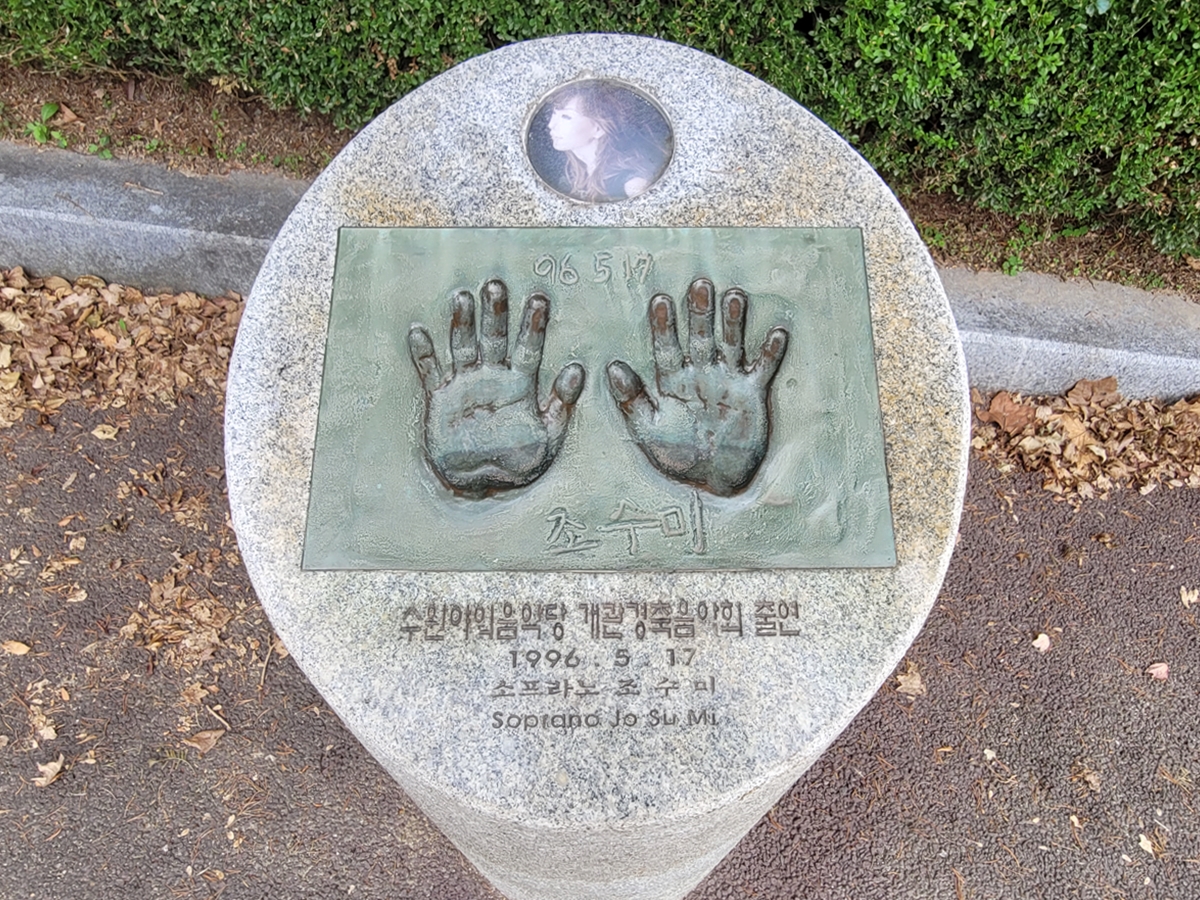 96 5 17
조수미
수원야외음악당 개관경축음악회 출연
1996 . 5 . 17
소프라노 조 수 미
Soprano Jo Su Mi